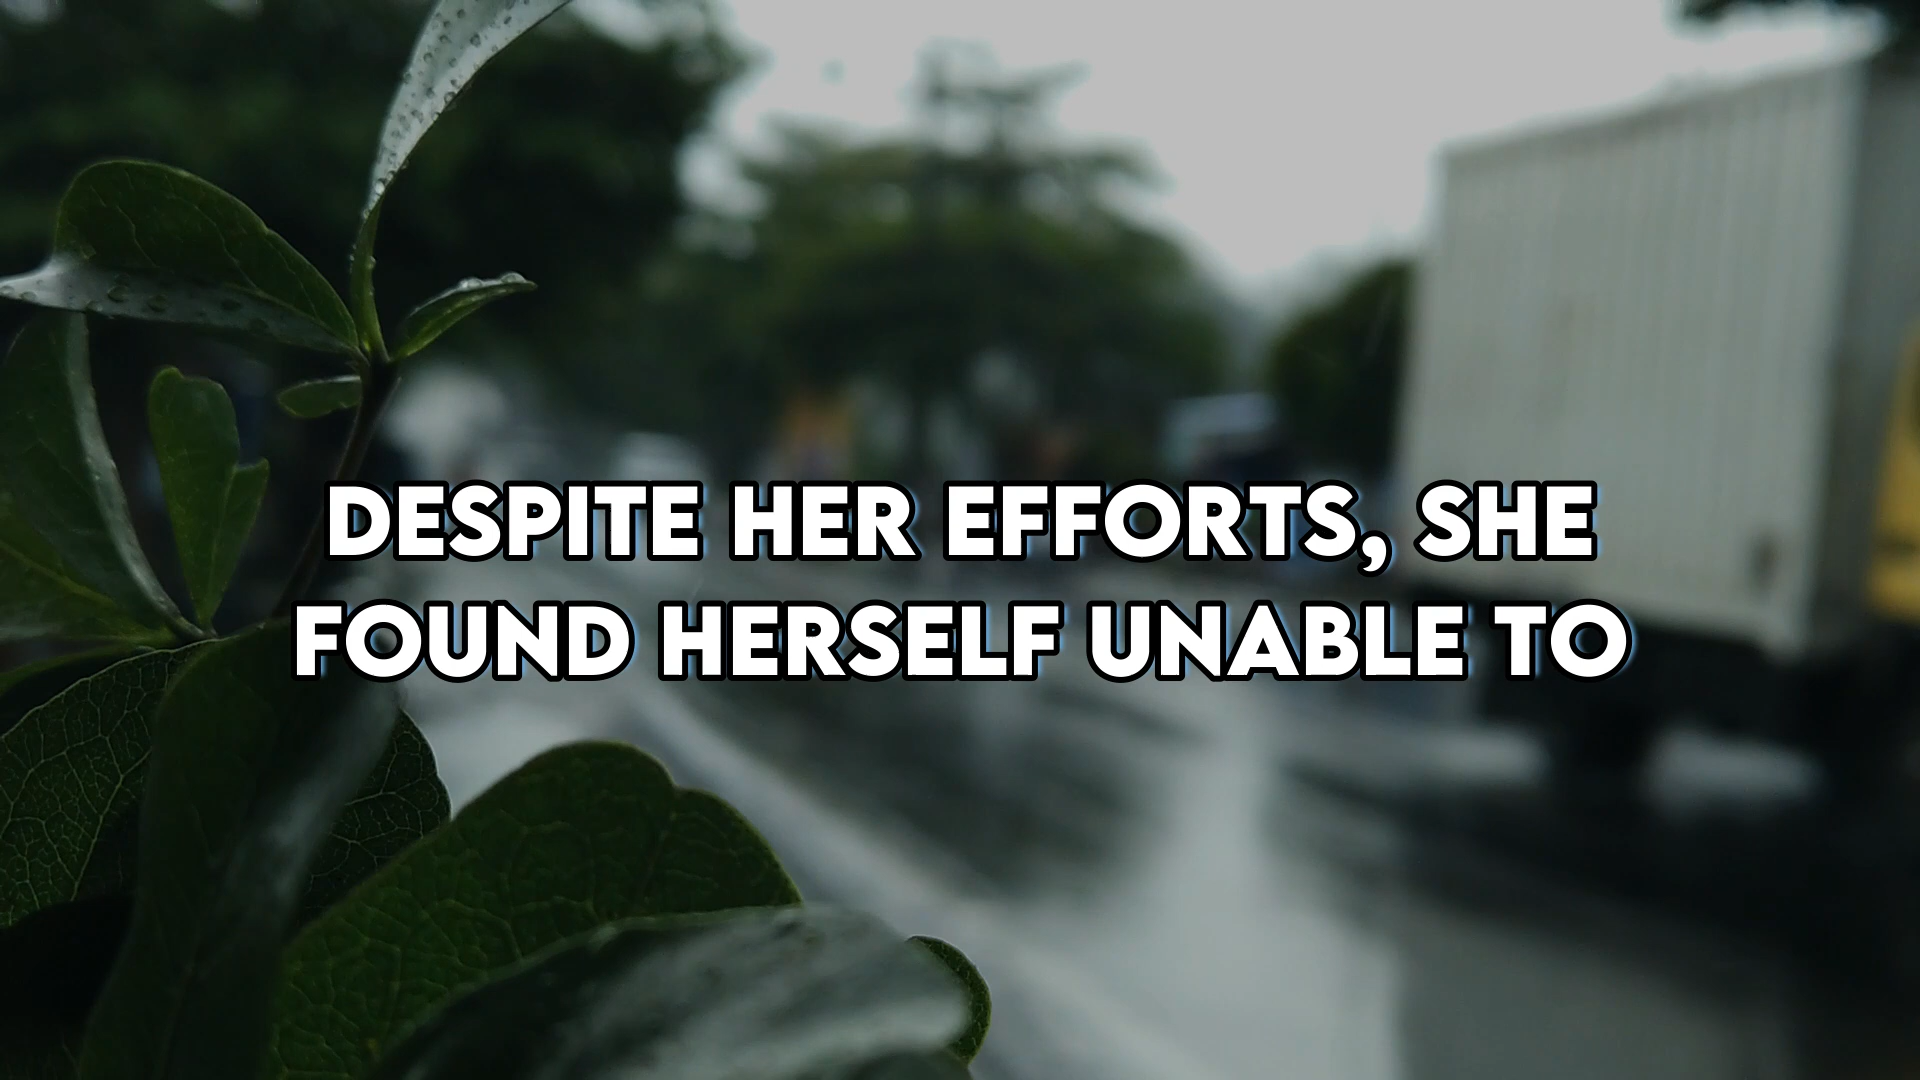 DESPITE HER EFFORTS, SHE
FOUND HERSELF UNABLE TO